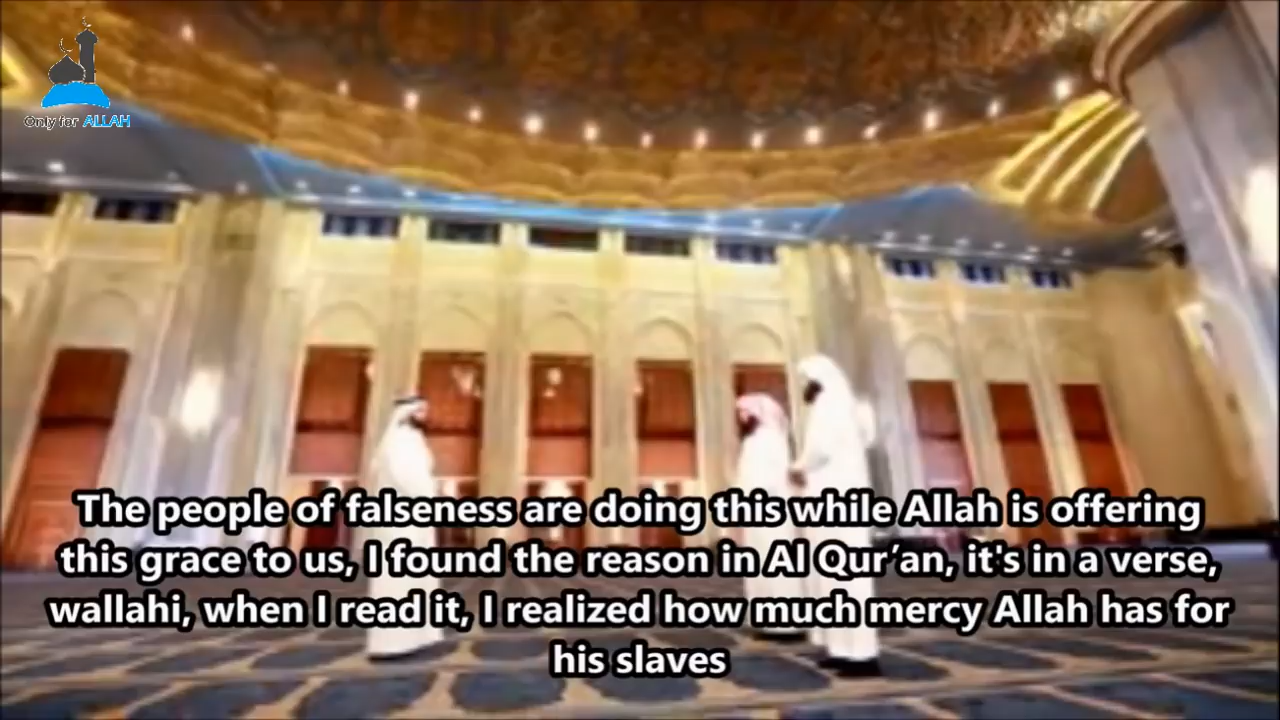 Only for ALLAH
The people of falseness are doing this while Allah is offering
this grace to us, I found the reason in Al Qur’an, it's in a verse,
wallahi, when I read it, I realized how much mercy Allah has for
his slaves